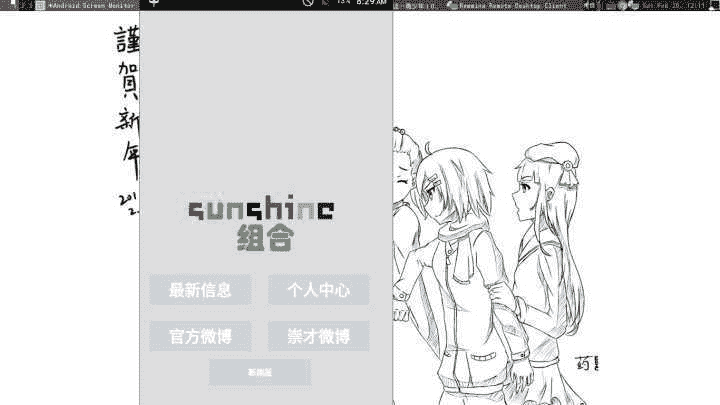 Android Screen Monitor
Remmina Remote Desktop Client
8:29 AM
謹
賀
新
年
sunshine
组合
最新信息
个人中心
官方微博
崇才微博